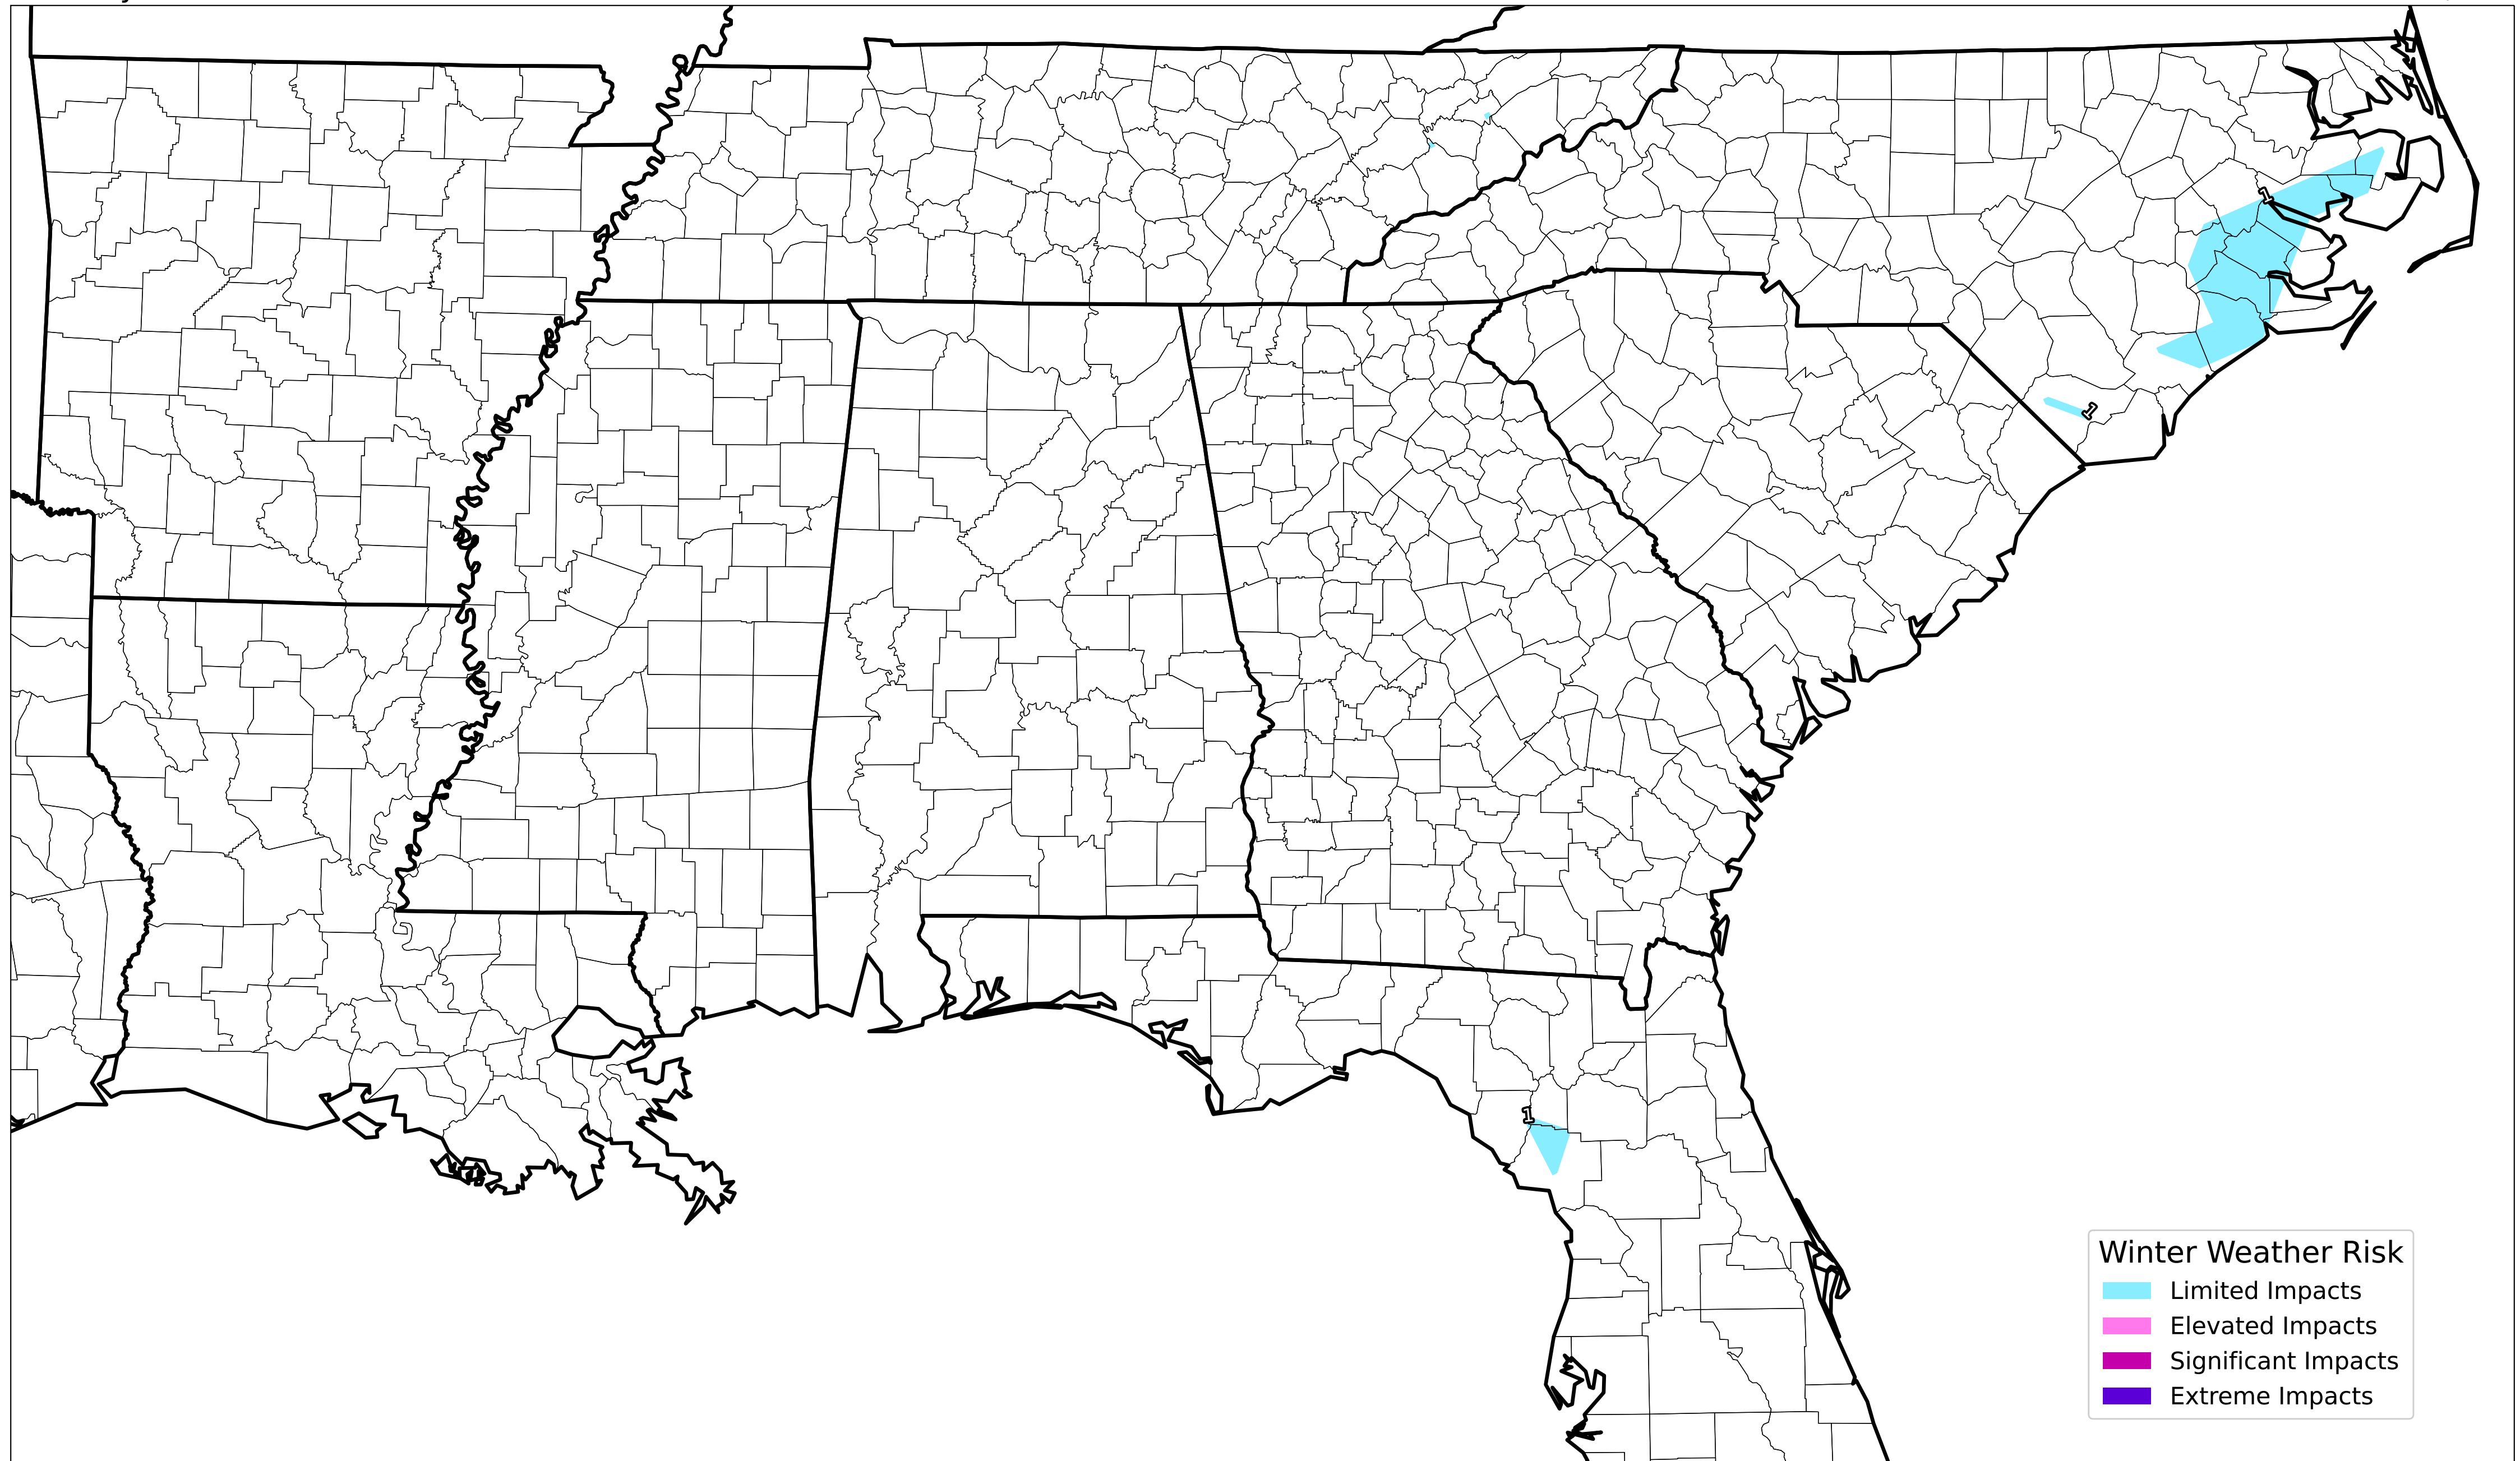 1
1
1
Winter Weather Risk
Limited Impacts
Elevated Impacts
Significant Impacts
Extreme Impacts